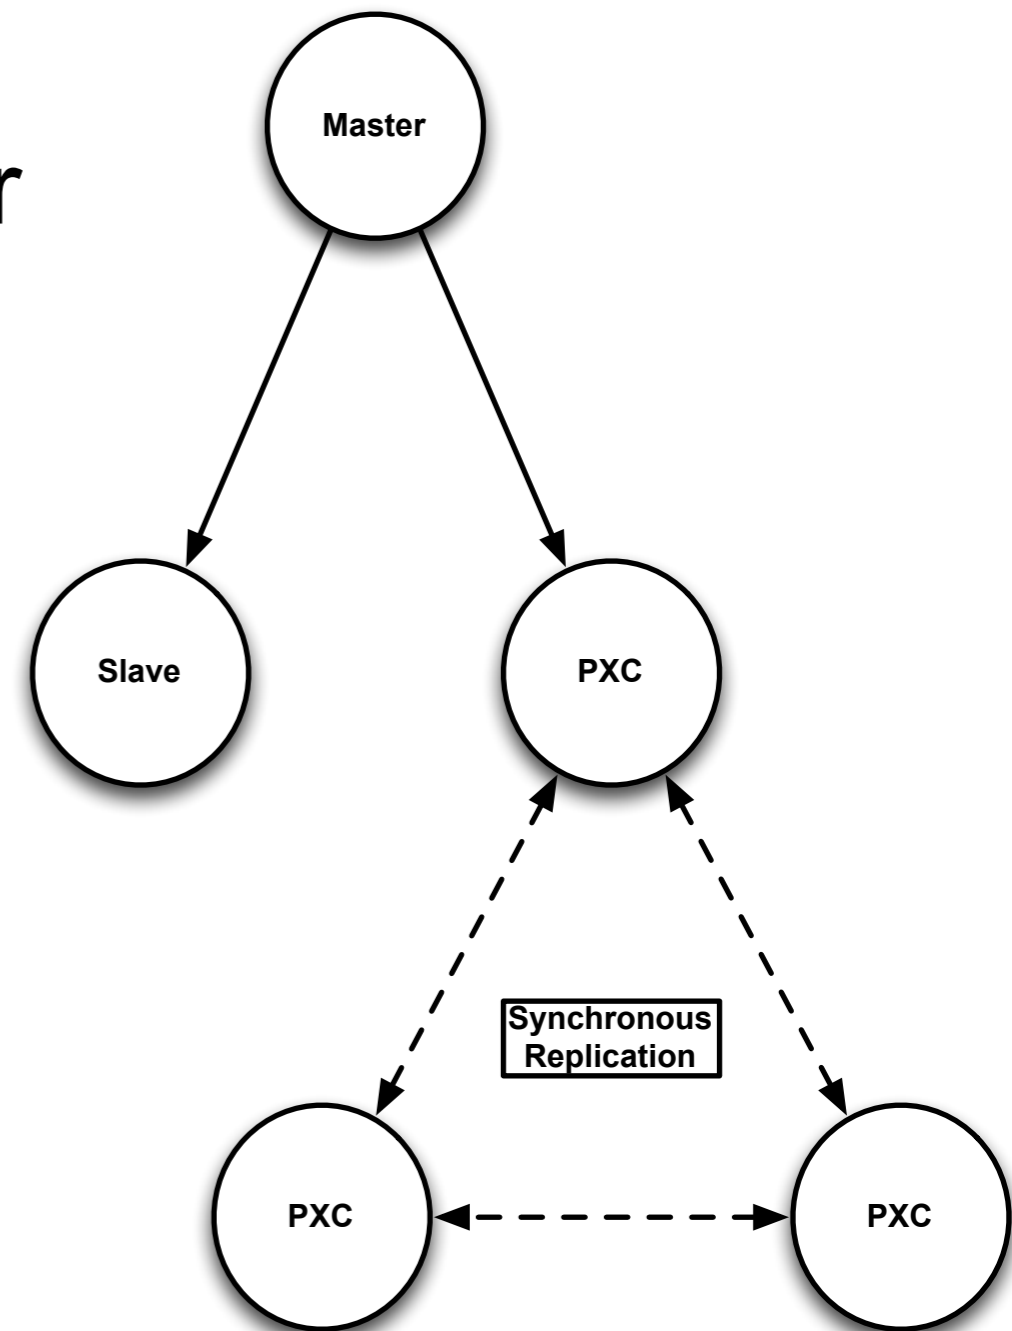 Master
r
Slave
PXC
Synchronous
Replication
PXC
PXC